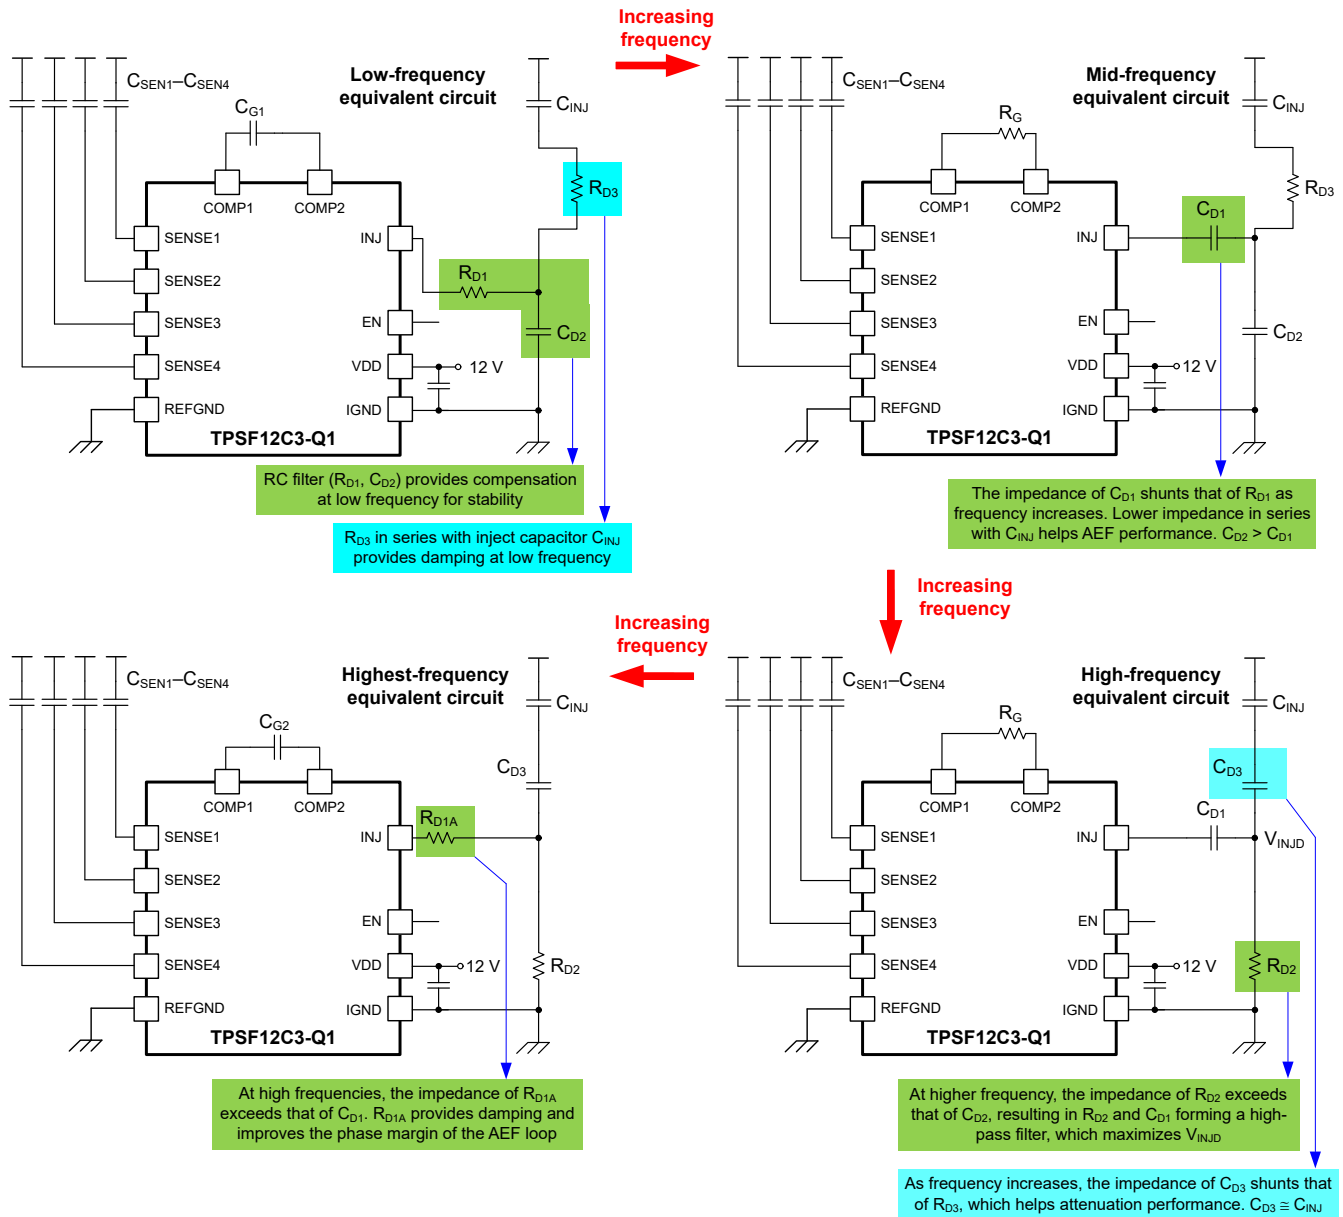 Increasing
frequency
Low-frequency
equivalent circuit
CSEN1–CSEN4
CG1
CINJ
RD3
COMP1
COMP2
SENSE1
SENSE2
SENSE3
SENSE4
REFGND
INJ
EN
VDD
IGND
RD1
CD2
12 V
TPSF12C3-Q1
RC filter (RD1, CD2) provides compensation
at low frequency for stability
RD3 in series with inject capacitor CINJ
provides damping at low frequency
Mid-frequency
equivalent circuit
CSEN1–CSEN4
RG
CINJ
RD3
COMP1
COMP2
SENSE1
SENSE2
SENSE3
SENSE4
REFGND
INJ
EN
VDD
IGND
CD1
CD2
12 V
TPSF12C3-Q1
The impedance of CD1 shunts that of RD1 as
frequency increases. Lower impedance in series
with CINJ helps AEF performance. CD2 > CD1
Increasing
frequency
High-frequency
equivalent circuit
CSEN1–CSEN4
RG
CINJ
CD3
CD1
VINJD
COMP1
COMP2
SENSE1
SENSE2
SENSE3
SENSE4
REFGND
INJ
EN
VDD
IGND
12 V
RD2
TPSF12C3-Q1
At higher frequency, the impedance of RD2 exceeds
that of CD2, resulting in RD2 and CD1 forming a high-
pass filter, which maximizes VINJD
As frequency increases, the impedance of CD3 shunts that
of RD3, which helps attenuation performance. CD3 ≅ CINJ
Increasing
frequency
Highest-frequency
equivalent circuit
CSEN1–CSEN4
CG2
CINJ
CD3
COMP1
COMP2
SENSE1
SENSE2
SENSE3
SENSE4
REFGND
INJ
EN
VDD
IGND
RD1A
12 V
RD2
TPSF12C3-Q1
At high frequencies, the impedance of RD1A
exceeds that of CD1. RD1A provides damping and
improves the phase margin of the AEF loop